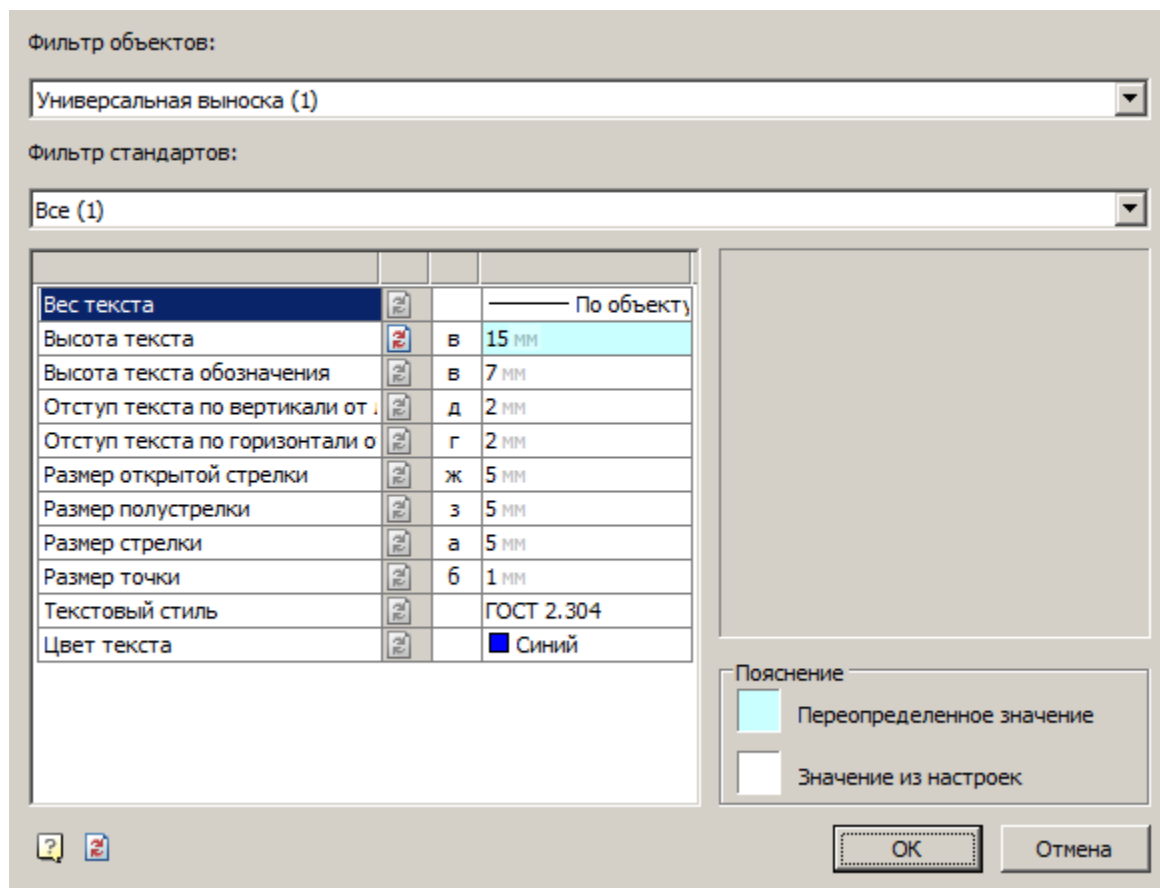 Фильтр объектов:
Универсальная выноска (1)
Фильтр стандартов:
Все (1)
Вес текста По объекту
Высота текста в 15 мм
Высота текста обозначения в 7 мм
Отступ текста по вертикали от д 2 мм
Отступ текста по горизонтали о г 2 мм
Размер открытой стрелки ж 5 мм
Размер полустрелки з 5 мм
Размер стрелки а 5 мм
Размер точки б 1 мм
Текстовый стиль ГОСТ 2.304
Цвет текста Синий
Пояснение
Переопределенное значение
Значение из настроек
?
OK Отмена